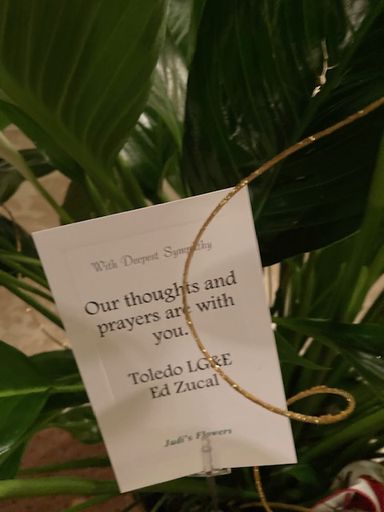 With Deepest Sympathy
Our thoughts and
prayers are with
you.
Toledo LG&E
Ed Zucal
Judi's Flowers